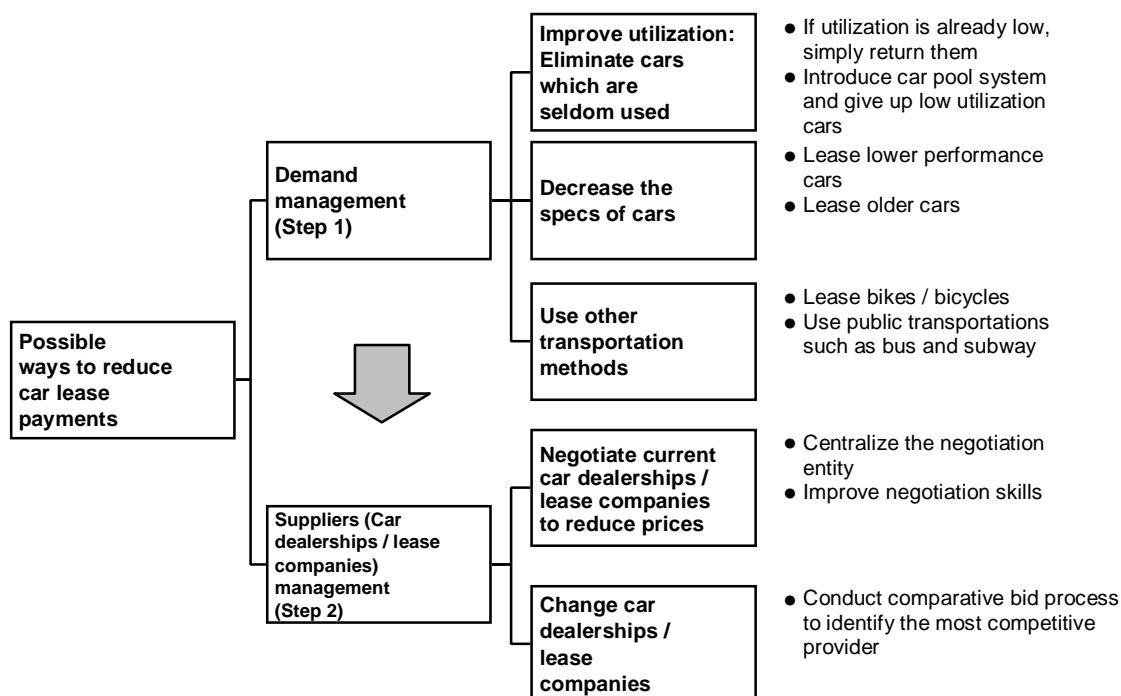 Possible
ways to reduce
car lease
payments
Demand
management
(Step 1)
Improve utilization:
Eliminate cars
which are
seldom used
● If utilization is already low,
simply return them
● Introduce car pool system
and give up low utilization
cars
Decrease the
specs of cars
● Lease lower performance
cars
● Lease older cars
Use other
transportation
methods
● Lease bikes / bicycles
● Use public transportations
such as bus and subway
Suppliers (Car
dealerships / lease
companies)
management
(Step 2)
Negotiate current
car dealerships /
lease companies
to reduce prices
● Centralize the negotiation
entity
● Improve negotiation skills
Change car
dealerships /
lease
companies
● Conduct comparative bid process
to identify the most competitive
provider